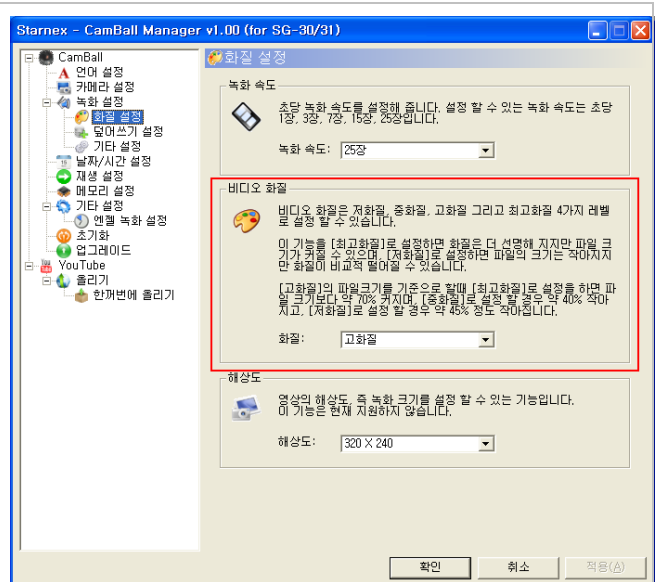 Starnex - CamBall Manager v1.00 (for SG-30/31)
CamBall
언어 설정
카메라 설정
녹화 설정
화질 설정
덮어쓰기 설정
기타 설정
날짜/시간 설정
재생 설정
메모리 설정
기타 설정
엔젤 녹화 설정
초기화
업그레이드
YouTube
올리기
한꺼번에 올리기
화질 설정
녹화 속도
초당 녹화 속도를 설정해 줍니다. 설정 할 수 있는 녹화 속도는 초당
1장, 3장, 7장, 15장, 25장입니다.
녹화 속도: 25장
비디오 화질
비디오 화질은 저화질, 중화질, 고화질 그리고 최고화질 4가지 레벨
로 설정 할 수 있습니다.
이 기능을 [최고화질]로 설정하면 화질은 더 선명해 지지만 파일 크
기가 커질 수 있으며, [저화질]로 설정하면 파일의 크기는 작아지지
만 화질이 비교적 떨어질 수 있습니다.
[고화질]의 파일크기를 기준으로 할때 [최고화질]로 설정을 하면 파
일 크기보다 약 70% 커지며, [중화질]로 설정 할 경우 약 40% 작아
지고, [저화질]로 설정 할 경우 약 45% 정도 작아집니다.
화질: 고화질
해상도
영상의 해상도, 즉 녹화 크기를 설정 할 수 있는 기능입니다.
이 기능은 현재 지원하지 않습니다.
해상도: 320 X 240
확인 취소 적용(A)